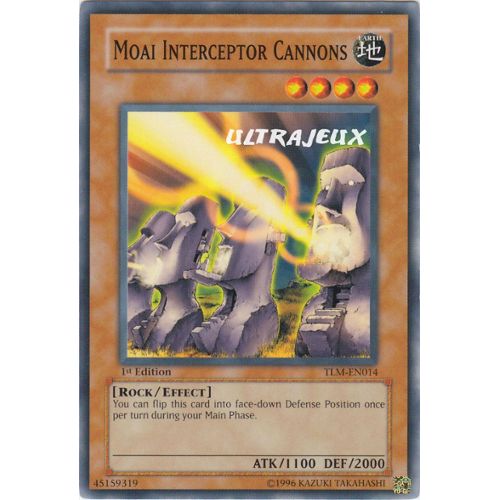 MOAI INTERCEPTOR CANNONS
EARTH
地
ULTRAJEUX
1st Edition
TLM-EN014
[ROCK/EFFECT]
You can flip this card into face-down Defense Position once
per turn during your Main Phase.
ATK/1100 DEF/2000
45159319
©1996 KAZUKI TAKAHASHI